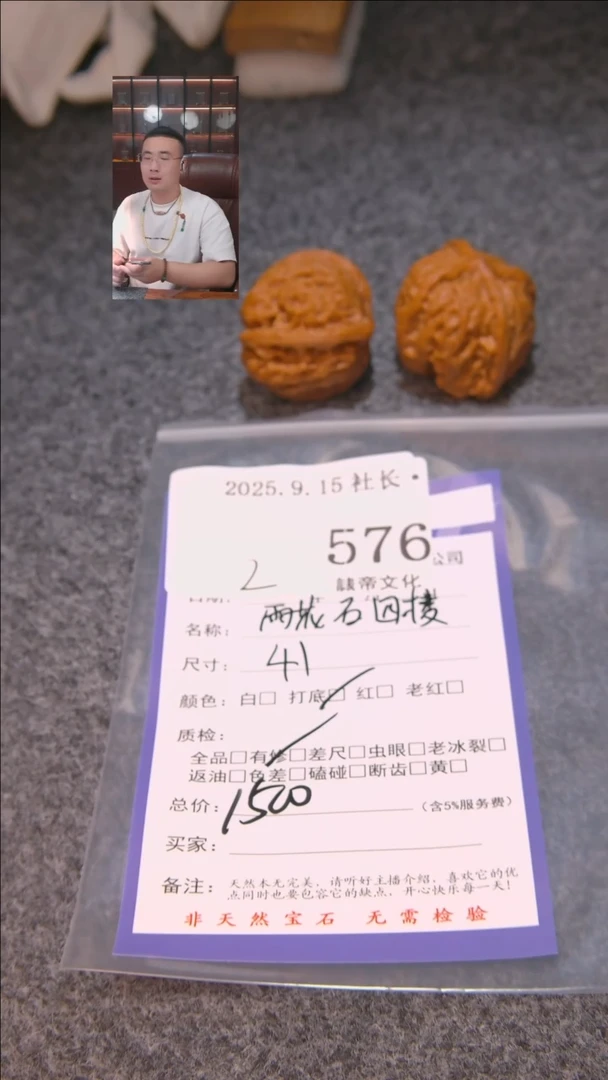 2025.9.15 社长 •
576
公司
2
帝文化
名称： 雨花石四楼
尺寸： 41
颜色：白□ 打底□ 红□ 老红□
质检：
全品□有修□差尺□虫眼□老冰裂□
返油□色差□磕碰□断齿□黄□
总价： 1500 （含5%服务费）
买家：
备注： 天然本无完美，请听好主播介绍，喜欢它的优
点同时也要包容它的缺点，开心快乐每一天！
非天然宝石 无需检验